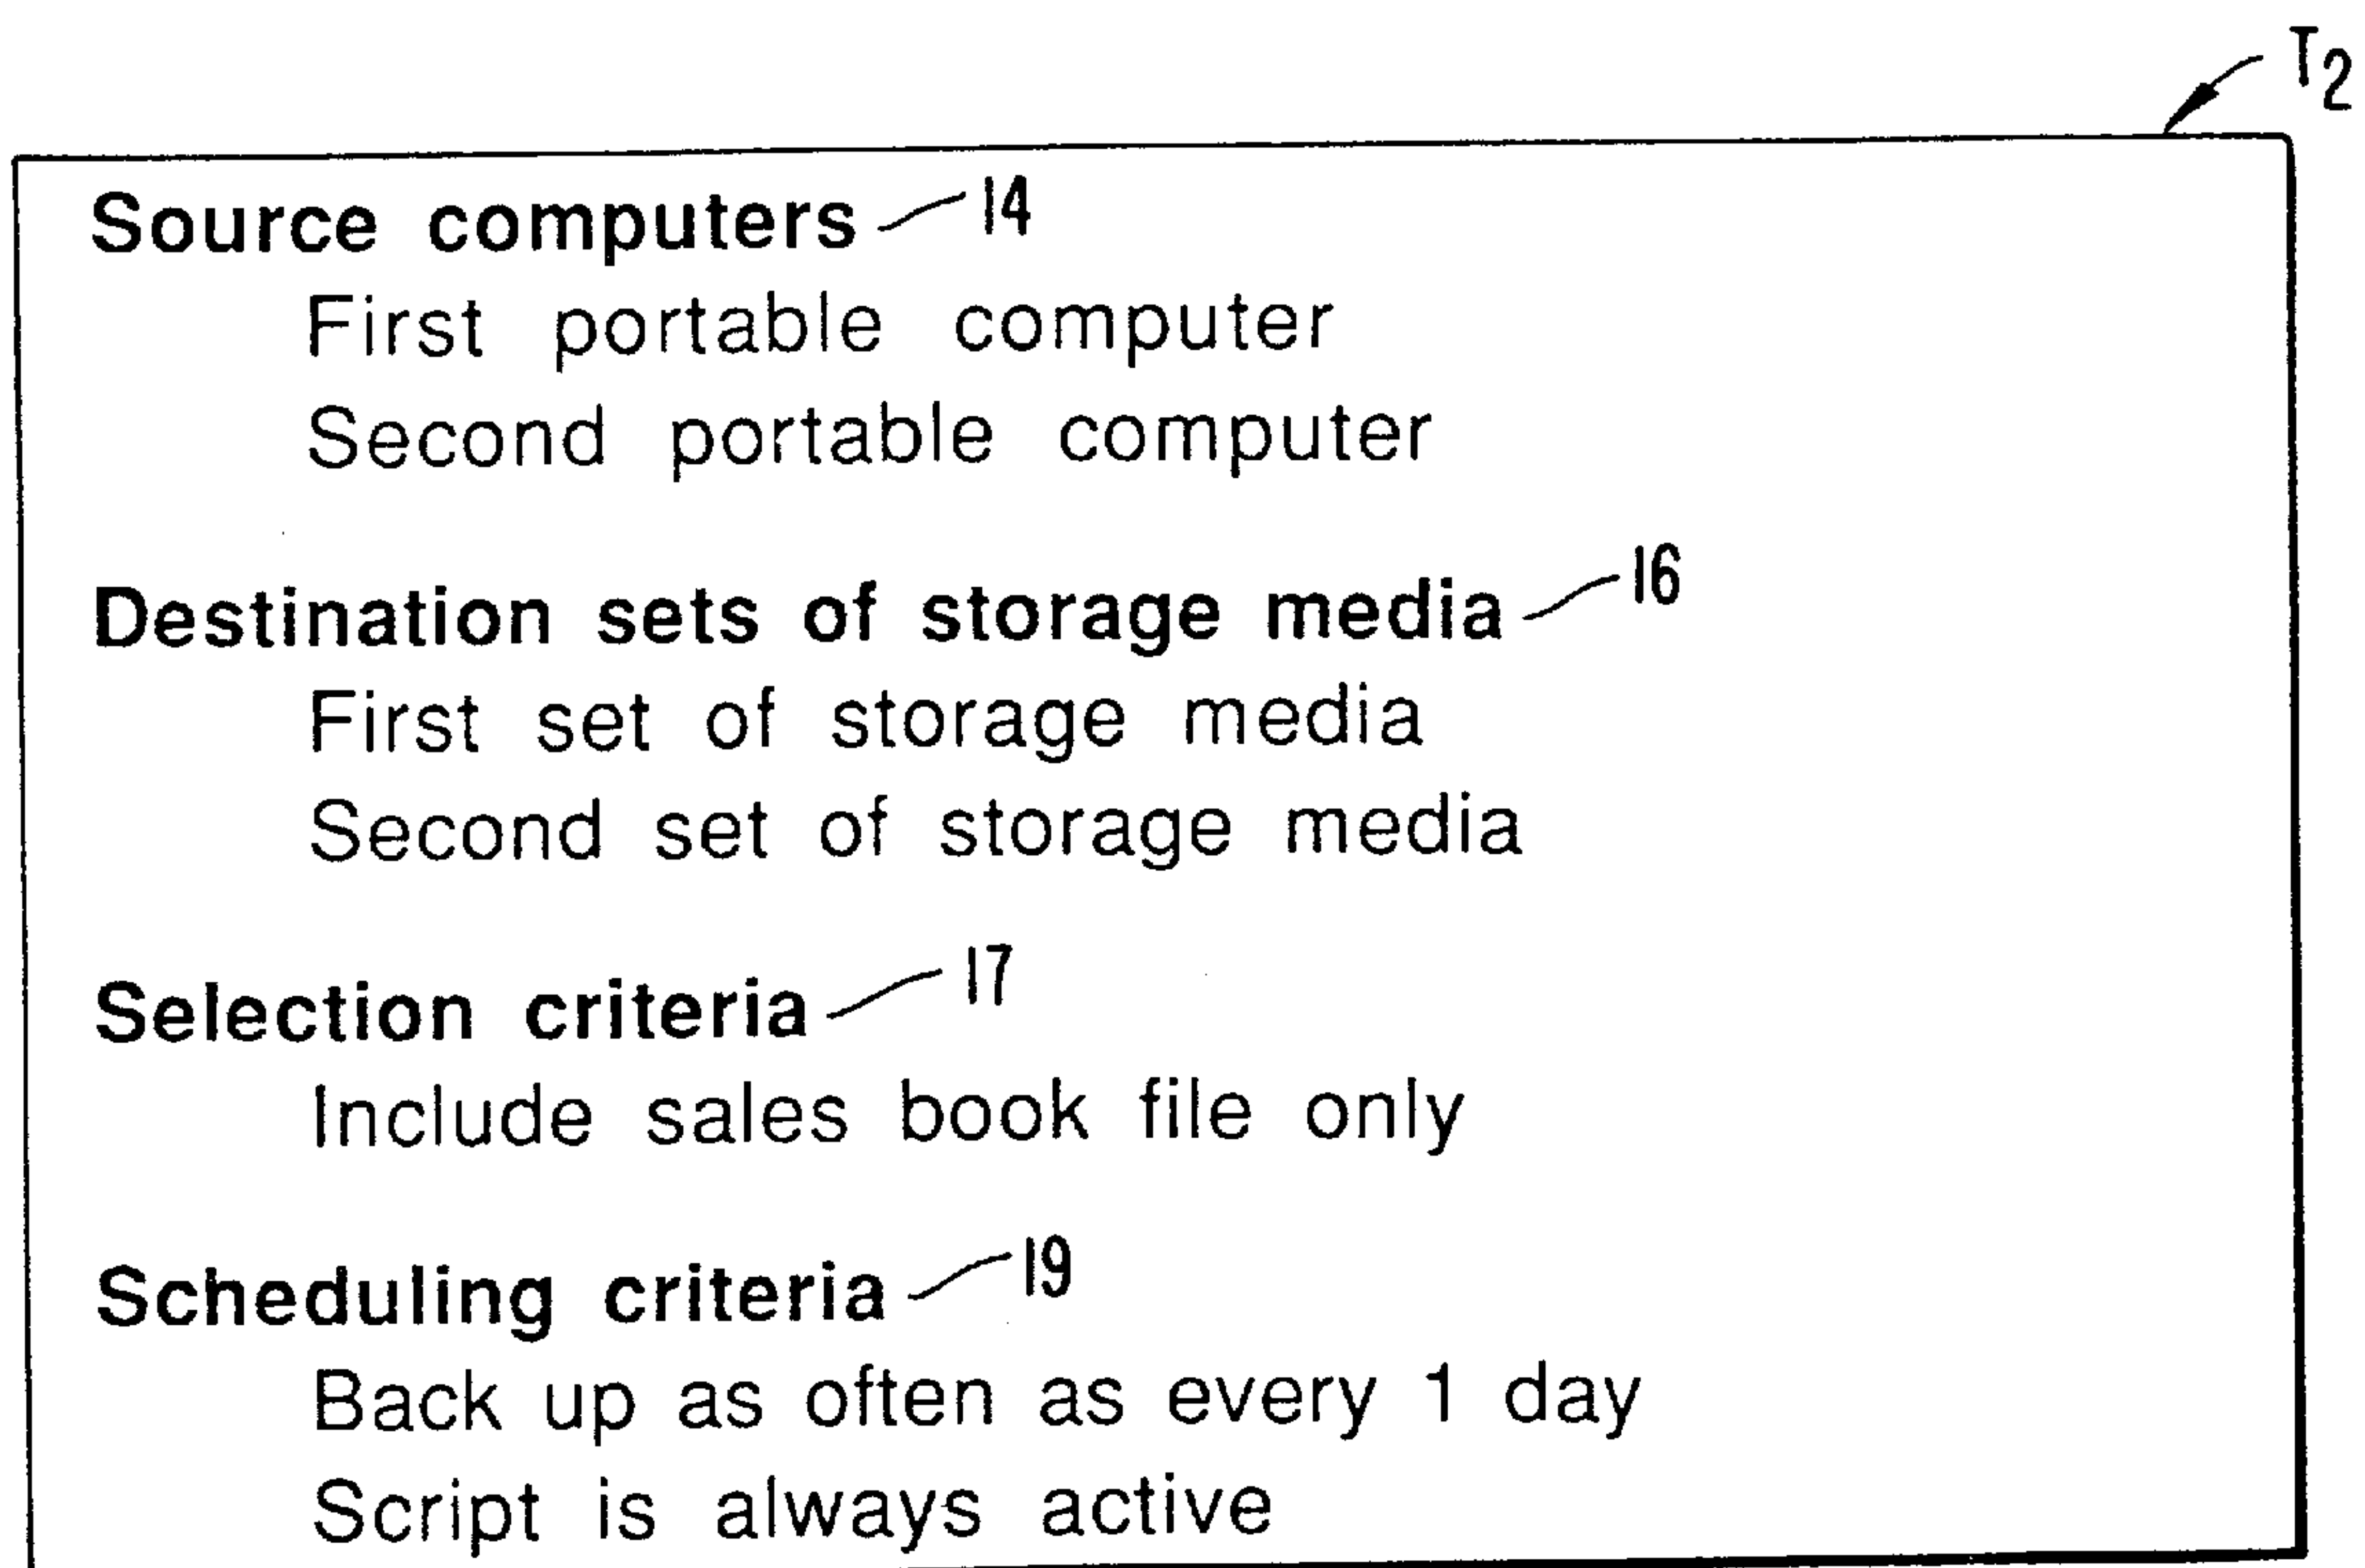 T2
Source computers 14
First portable computer
Second portable computer
Destination sets of storage media 16
First set of storage media
Second set of storage media
Selection criteria 17
Include sales book file only
Scheduling criteria 19
Back up as often as every 1 day
Script is always active